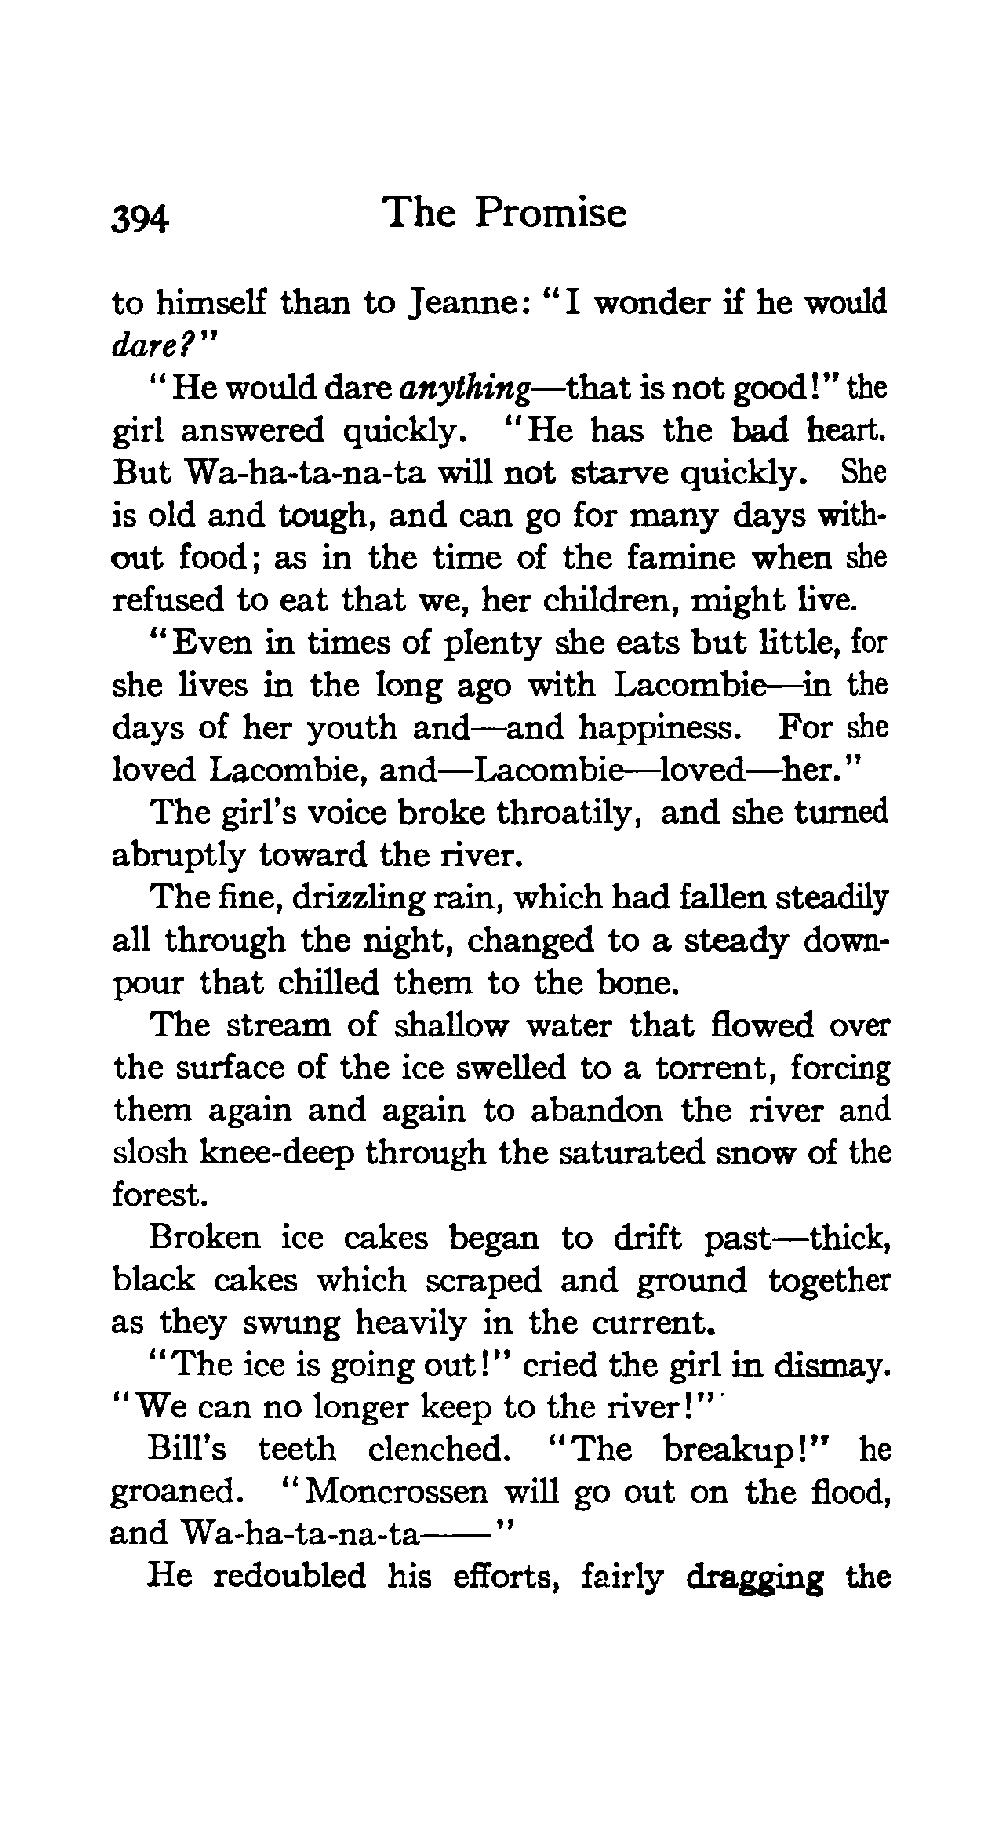 394 The Promise
to himself than to Jeanne: "I wonder if he would
dare?"
"He would dare anything—that is not good!" the
girl answered quickly. "He has the bad heart.
But Wa-ha-ta-na-ta will not starve quickly. She
is old and tough, and can go for many days with-
out food; as in the time of the famine when she
refused to eat that we, her children, might live.
"Even in times of plenty she eats but little, for
she lives in the long ago with Lacombie—in the
days of her youth and—and happiness. For she
loved Lacombie, and—Lacombie—loved—her."
The girl's voice broke throatily, and she turned
abruptly toward the river.
The fine, drizzling rain, which had fallen steadily
all through the night, changed to a steady down-
pour that chilled them to the bone.
The stream of shallow water that flowed over
the surface of the ice swelled to a torrent, forcing
them again and again to abandon the river and
slosh knee-deep through the saturated snow of the
forest.
Broken ice cakes began to drift past—thick,
black cakes which scraped and ground together
as they swung heavily in the current.
"The ice is going out!" cried the girl in dismay.
"We can no longer keep to the river!"
Bill's teeth clenched. "The breakup!" he
groaned. "Moncrossen will go out on the flood,
and Wa-ha-ta-na-ta——"
He redoubled his efforts, fairly dragging the